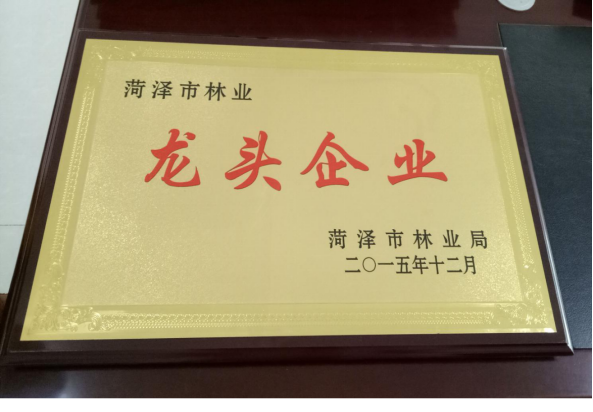 菏泽市林业
龙头企业
菏泽市林业局
二〇一五年十二月